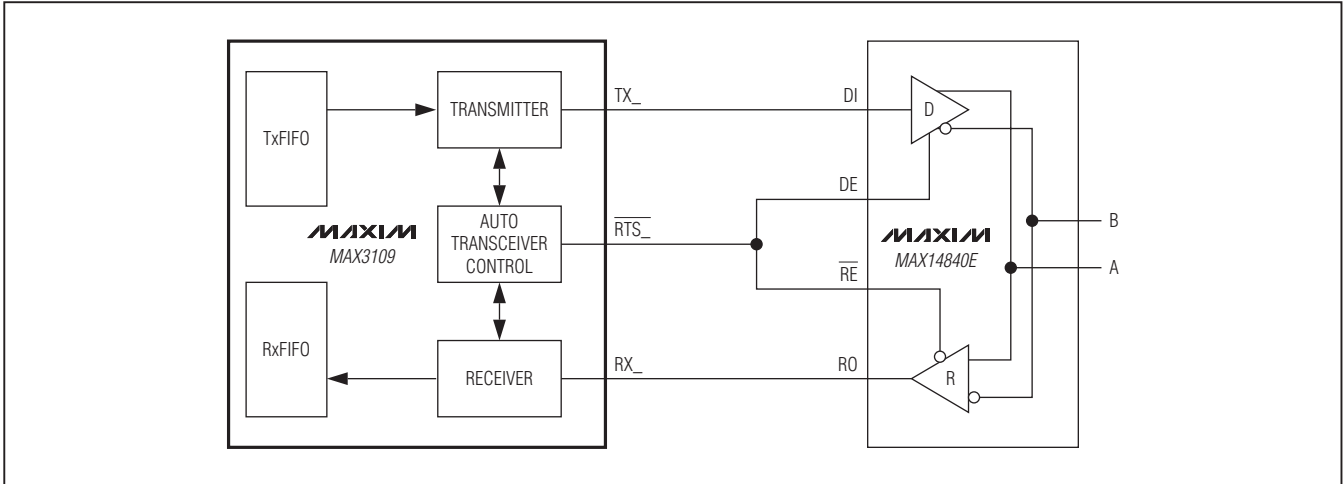 TxFIFO
TRANSMITTER
TX_
DI
D
DE
MAXIM
MAX3109
AUTO
TRANSCEIVER
CONTROL
RTS_
MAXIM
MAX14840E
B
A
RE
RxFIFO
RECEIVER
RX_
RO
R